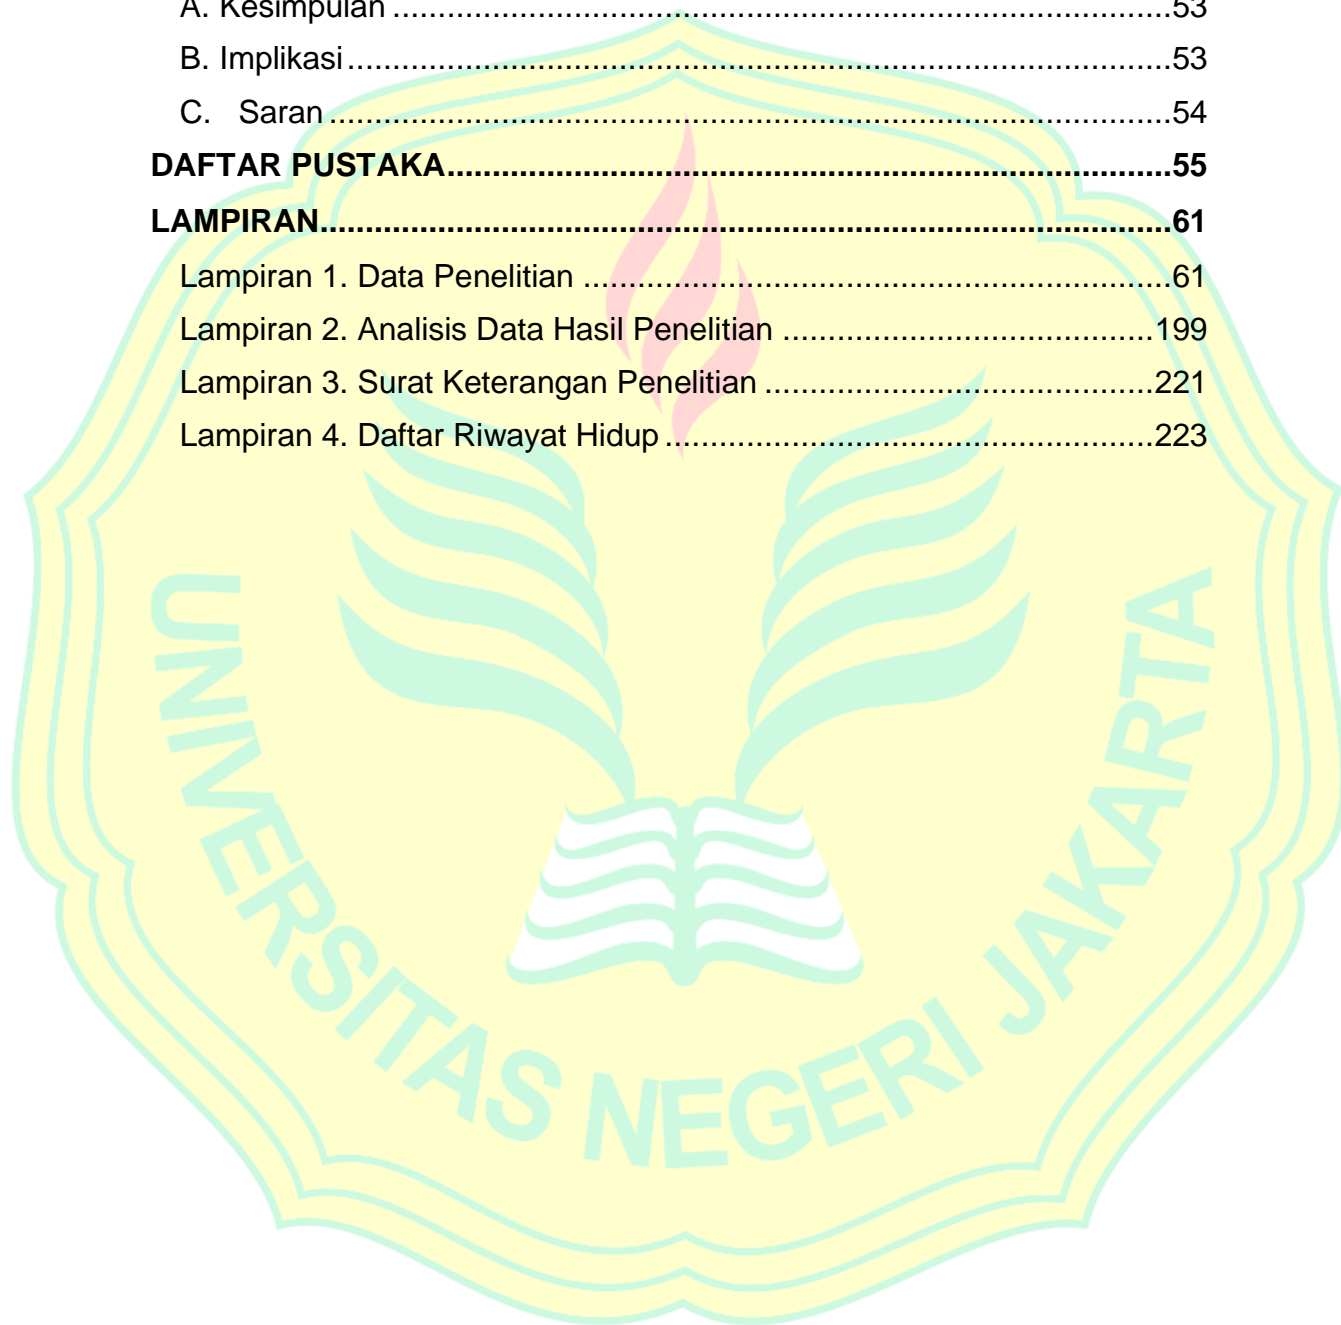 A. Kesimpulan ........................................................................................53
B. Implikasi ............................................................................................53
C. Saran ..............................................................................................54
DAFTAR PUSTAKA................................................................................55
LAMPIRAN..............................................................................................61
Lampiran 1. Data Penelitian .................................................................61
Lampiran 2. Analisis Data Hasil Penelitian .........................................199
Lampiran 3. Surat Keterangan Penelitian ...........................................221
Lampiran 4. Daftar Riwayat Hidup ......................................................223
UNIVERSITAS NEGERI JAKARTA